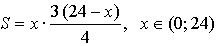 S = x · 3 (24 − x) / 4, x ∈ (0; 24)